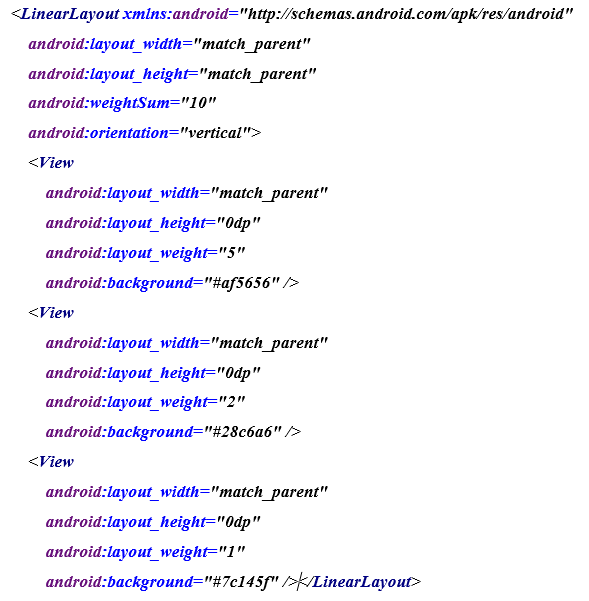 <LinearLayout xmlns:android="http://schemas.android.com/apk/res/android"
android:layout_width="match_parent"
android:layout_height="match_parent"
android:weightSum="10"
android:orientation="vertical">
<View
android:layout_width="match_parent"
android:layout_height="0dp"
android:layout_weight="5"
android:background="#af5656" />
<View
android:layout_width="match_parent"
android:layout_height="0dp"
android:layout_weight="2"
android:background="#28c6a6" />
<View
android:layout_width="match_parent"
android:layout_height="0dp"
android:layout_weight="1"
android:background="#7c145f" /></LinearLayout>